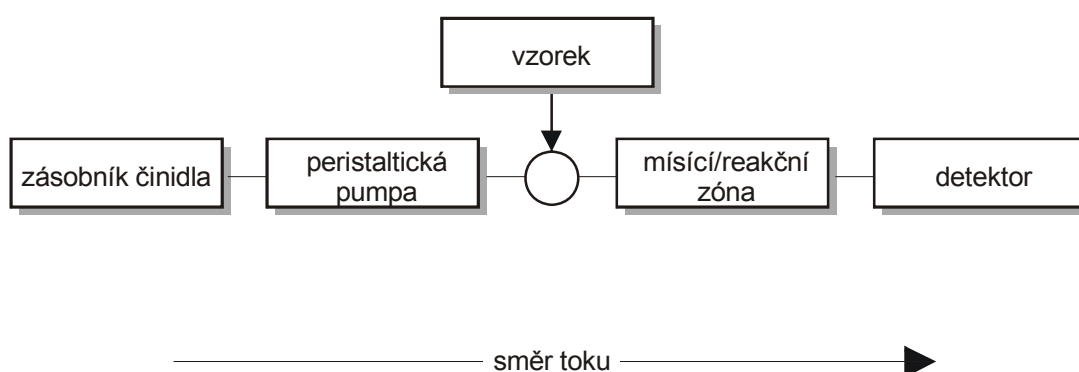 vzorek
zásobník činidla
peristaltická
pumpa
mísící/reakční
zóna
detektor
směr toku